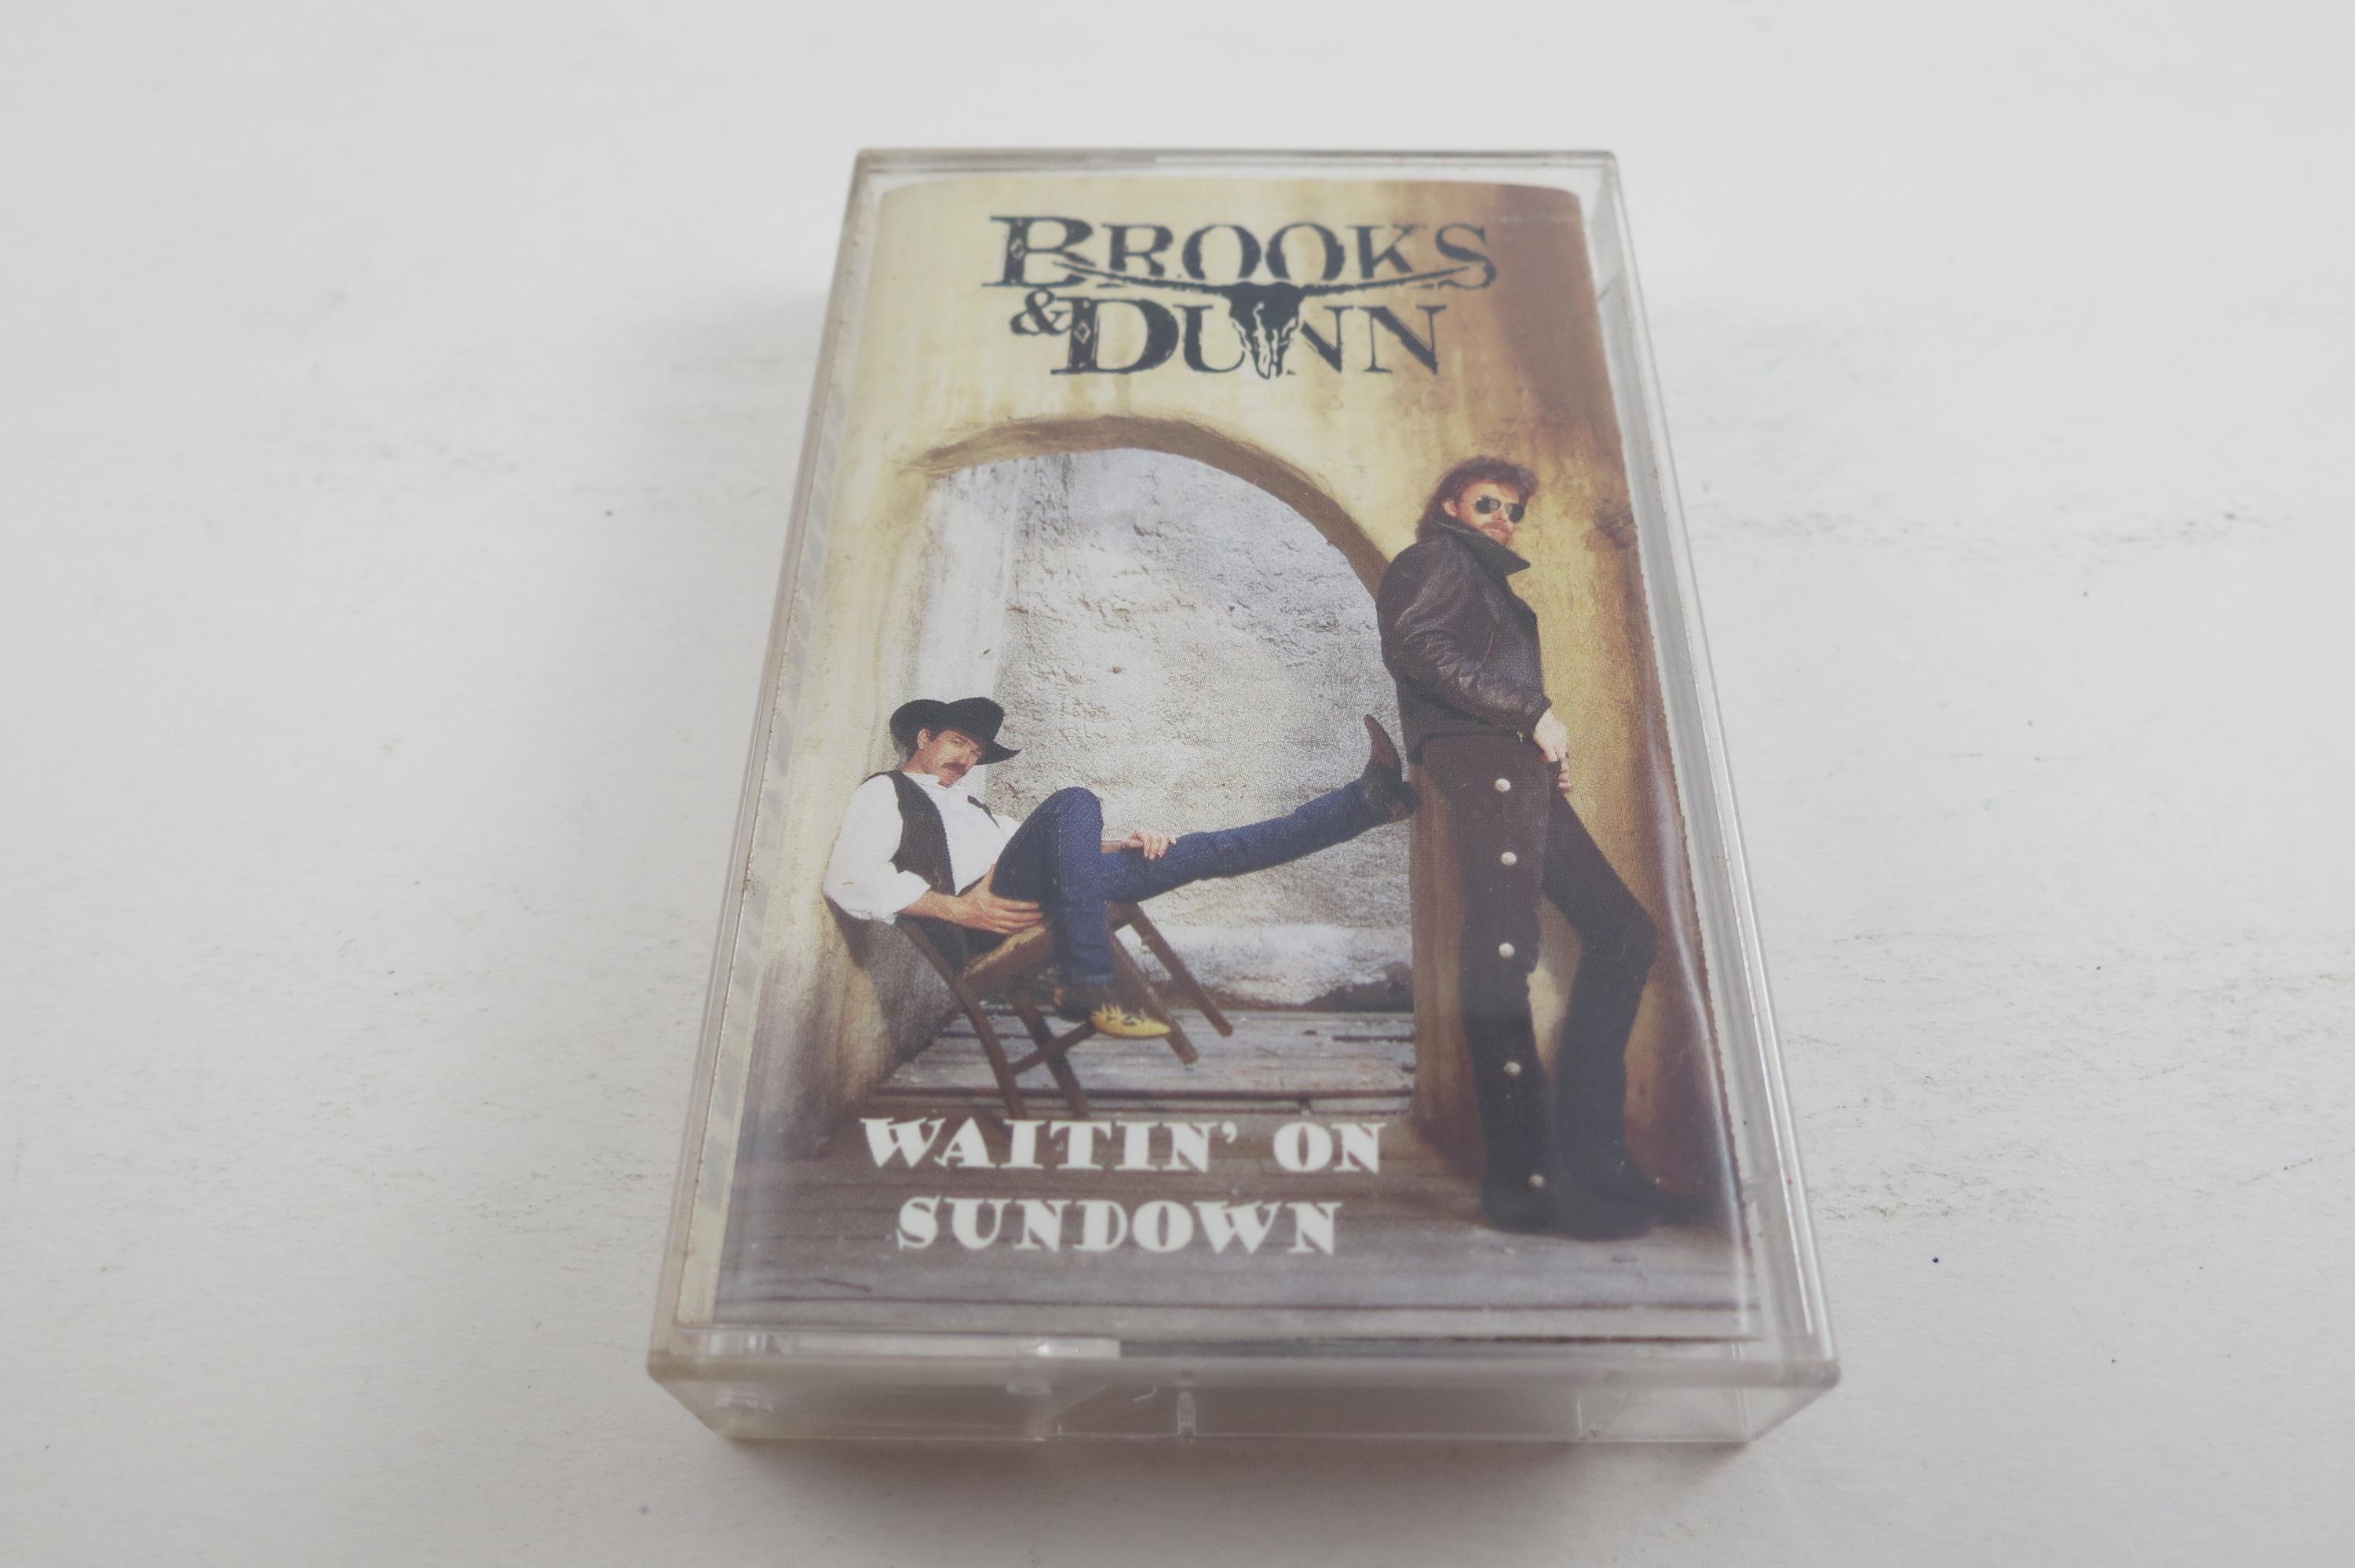 BROOKS
& DUNN
WAITIN' ON
SUNDOWN